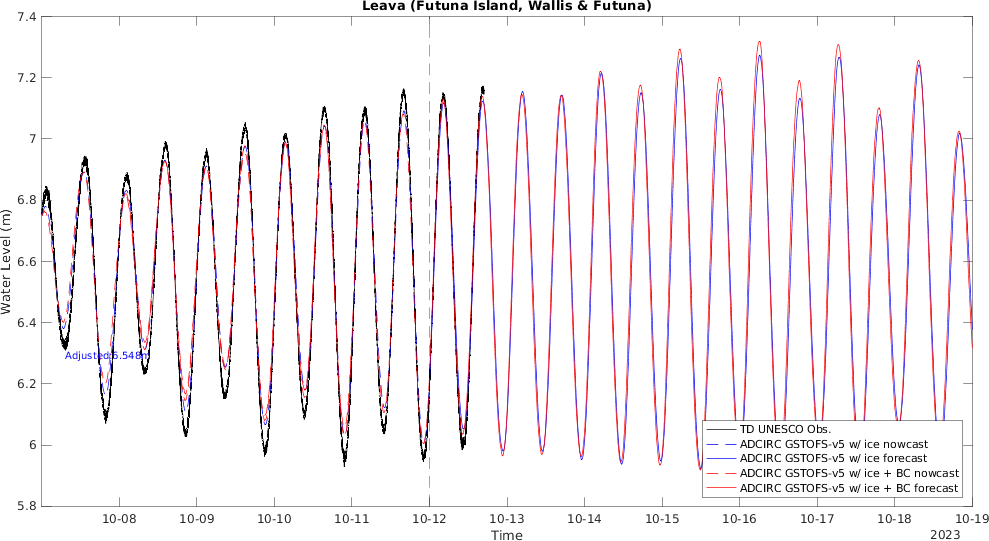 Leava (Futuna Island, Wallis & Futuna)
7.4
7.2
7
6.8
6.6
6.4
6.2
6
5.8
Water Level (m)
Adjusted:6.548m
TD UNESCO Obs.
ADCIRC GSTOFS-v5 w/ ice nowcast
ADCIRC GSTOFS-v5 w/ ice forecast
ADCIRC GSTOFS-v5 w/ ice + BC nowcast
ADCIRC GSTOFS-v5 w/ ice + BC forecast
10-08 10-09 10-10 10-11 10-12 10-13 10-14 10-15 10-16 10-17 10-18 10-19
Time
2023